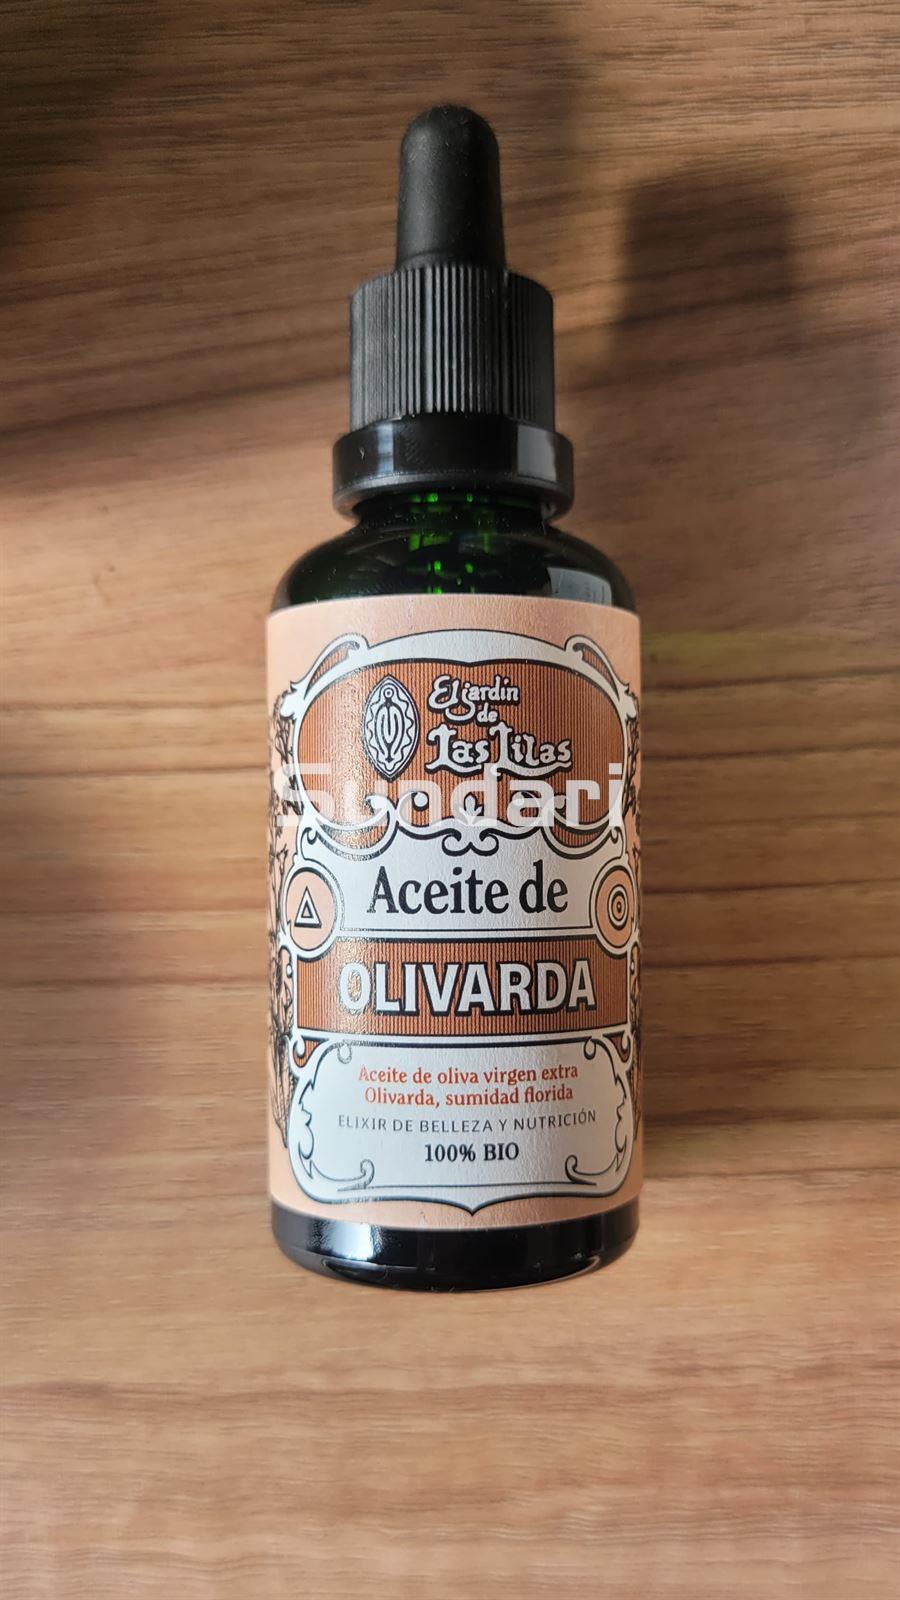 El jardín
de
Las Lilas
Sundari
Aceite de
OLIVARDA
Aceite de oliva virgen extra
Olivarda, sumidad florida
ELIXIR DE BELLEZA Y NUTRICIÓN
100% BIO